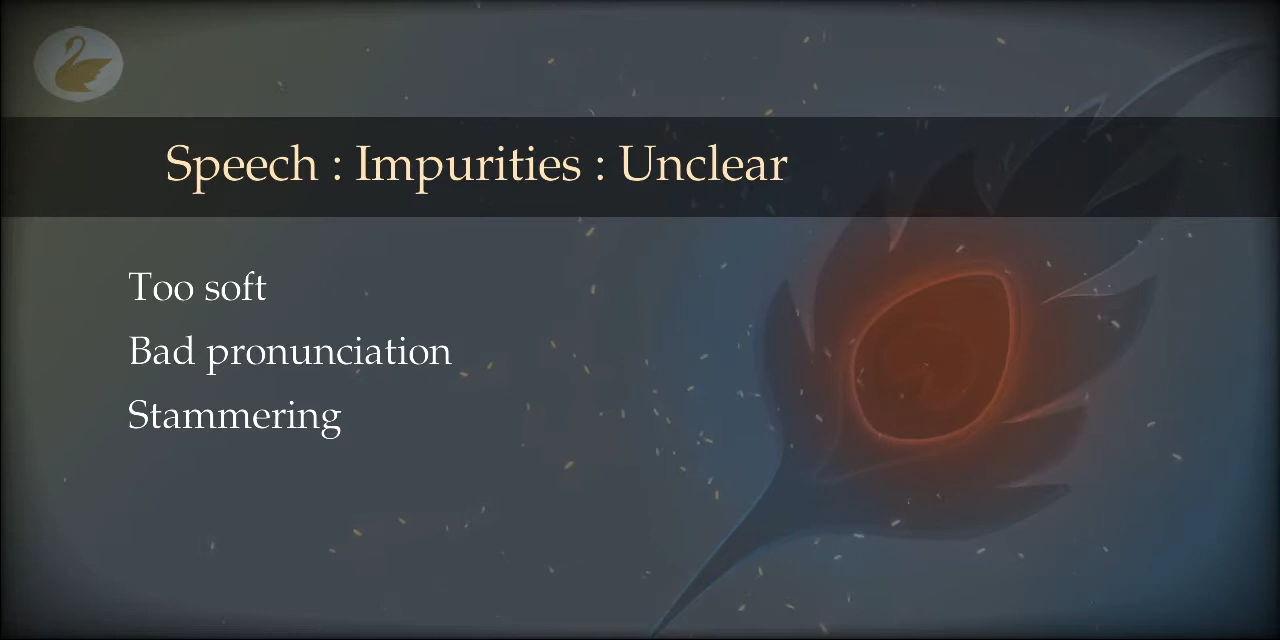 Speech : Impurities : Unclear
Too soft
Bad pronunciation
Stammering